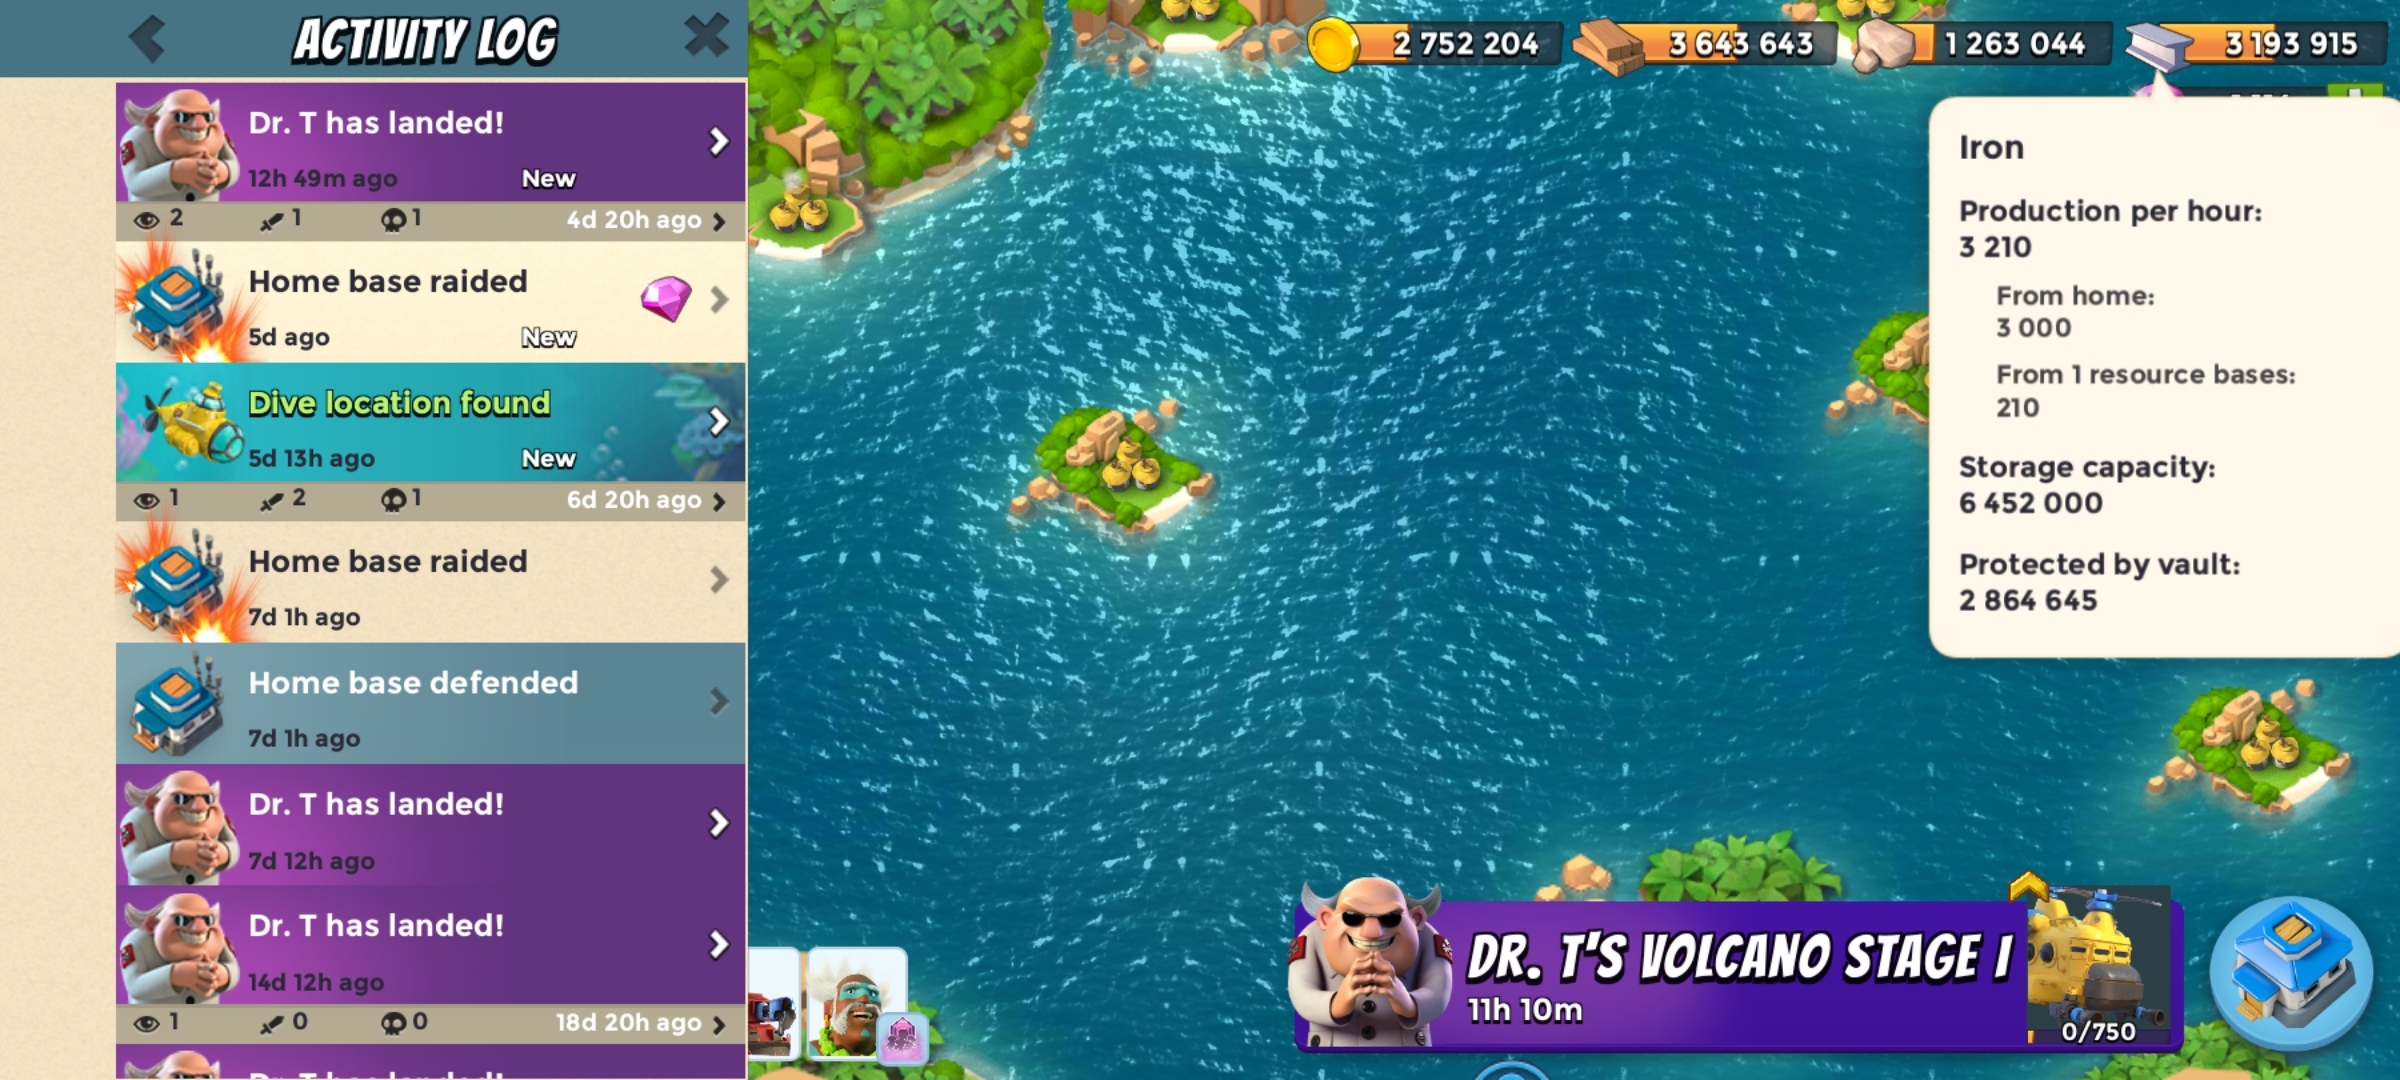 ACTIVITY LOG
Dr. T has landed!
12h 49m ago
New
2 1 1 4d 20h ago
Home base raided
5d ago
New
Dive location found
5d 13h ago
New
1 2 1 6d 20h ago
Home base raided
7d 1h ago
Home base defended
7d 1h ago
Dr. T has landed!
7d 12h ago
Dr. T has landed!
14d 12h ago
1 0 0 18d 20h ago
Dr. T has landed!
2 752 204
3 643 643
1 263 044
3 193 915
Iron
Production per hour:
3 210
From home:
3 000
From 1 resource bases:
210
Storage capacity:
6 452 000
Protected by vault:
2 864 645
DR. T'S VOLCANO STAGE I
11h 10m
0/750